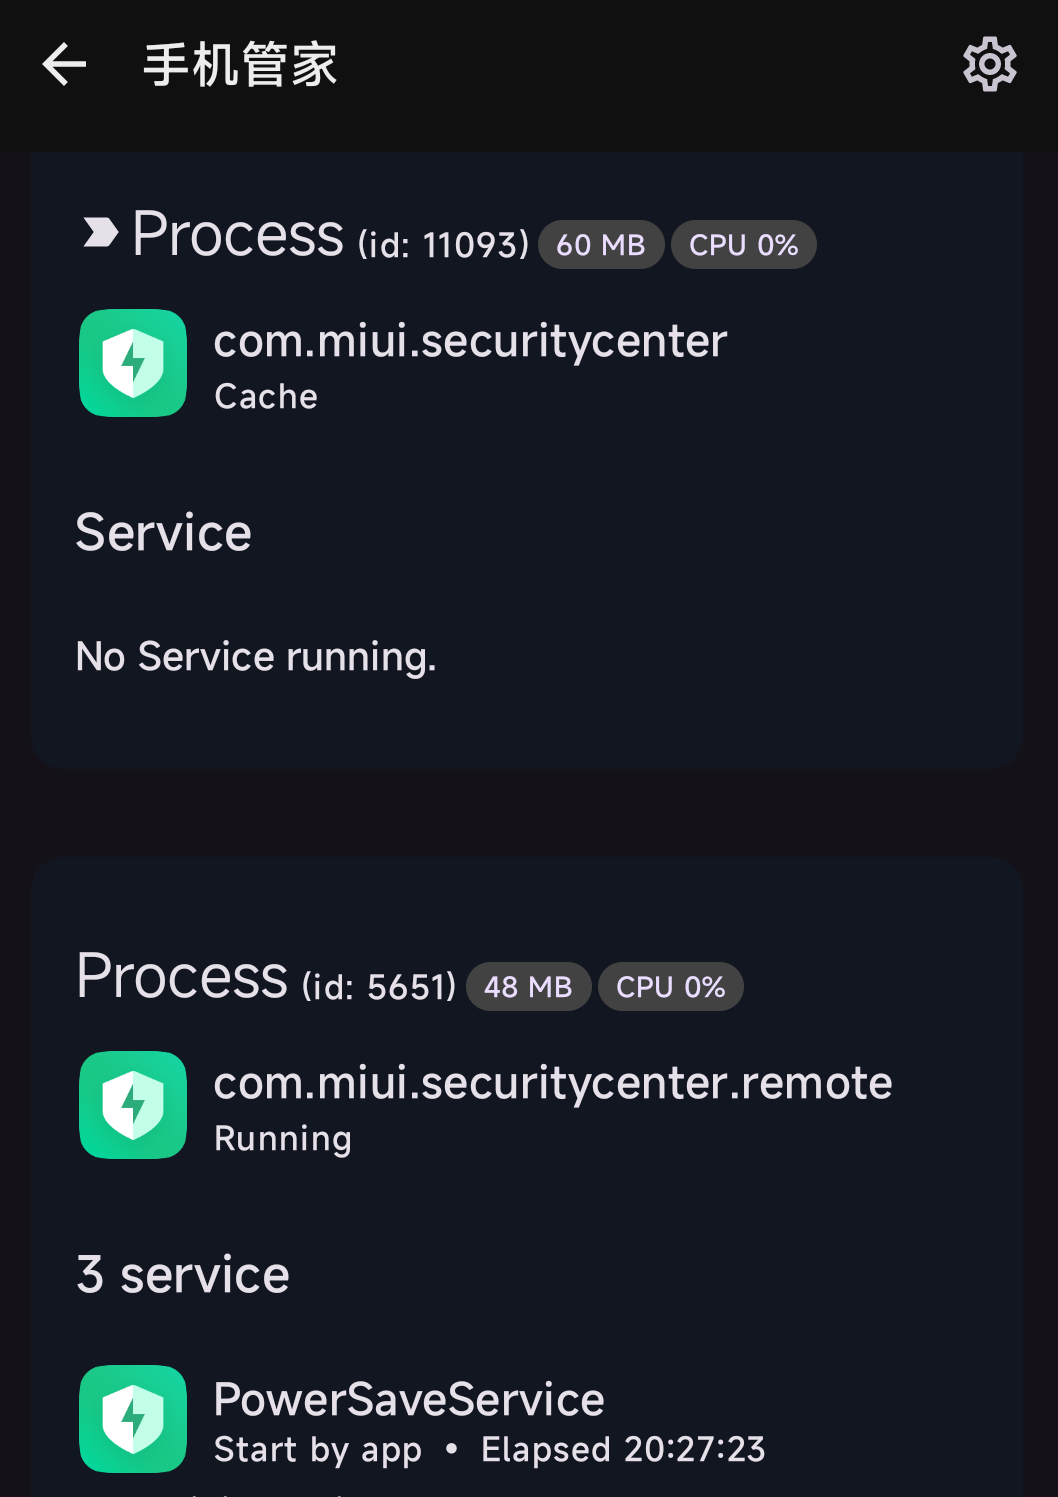 手机管家
Process (id: 11093) 60 MB CPU 0%
com.miui.securitycenter
Cache
Service
No Service running.
Process (id: 5651) 48 MB CPU 0%
com.miui.securitycenter.remote
Running
3 service
PowerSaveService
Start by app • Elapsed 20:27:23